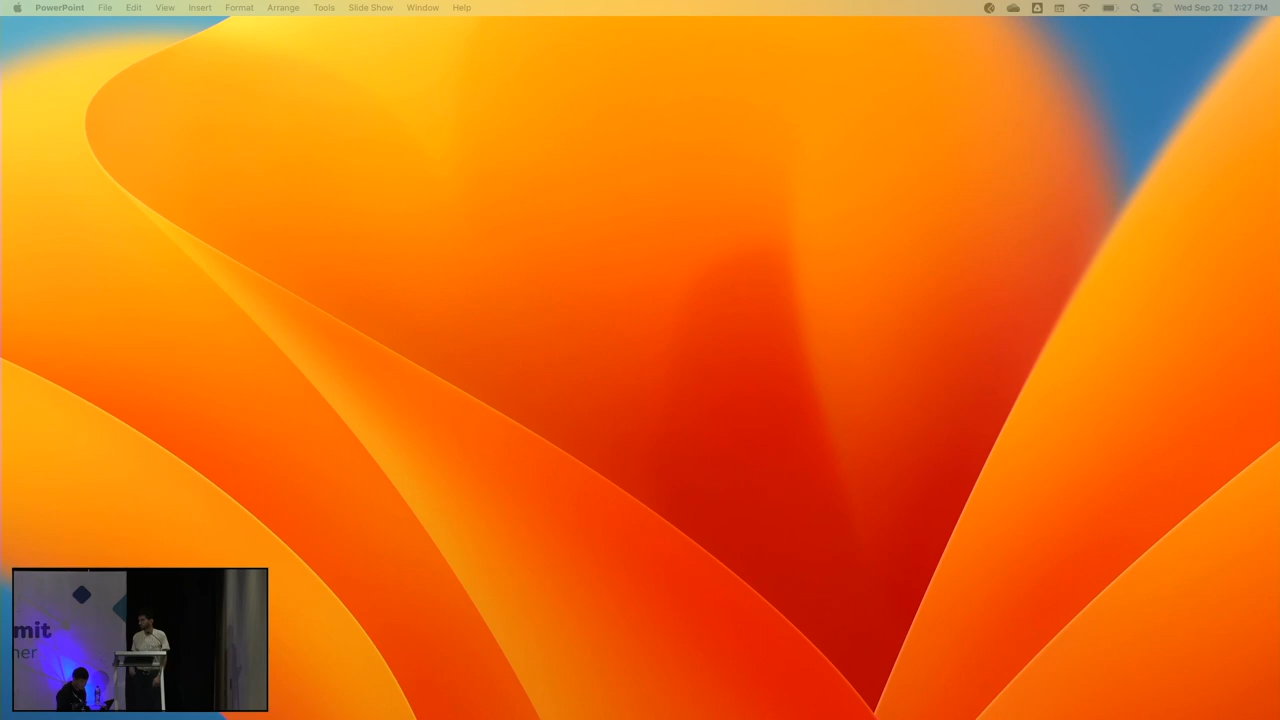 PowerPoint File Edit View Insert Format Arrange Tools Slide Show Window Help Wed Sep 20 12:27 PM
mit
ner